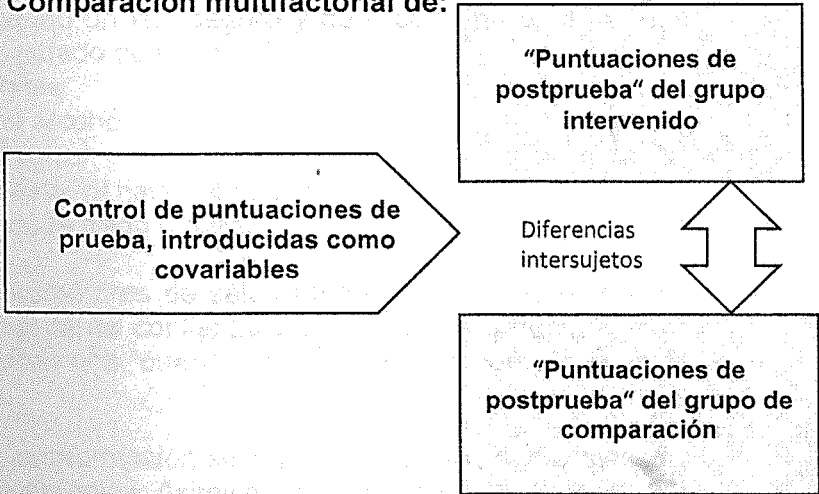 Comparación multifactorial de:
"Puntuaciones de
postprueba" del grupo
intervenido
Control de puntuaciones de
prueba, introducidas como
covariables
Diferencias
intersujetos
"Puntuaciones de
postprueba" del grupo de
comparación